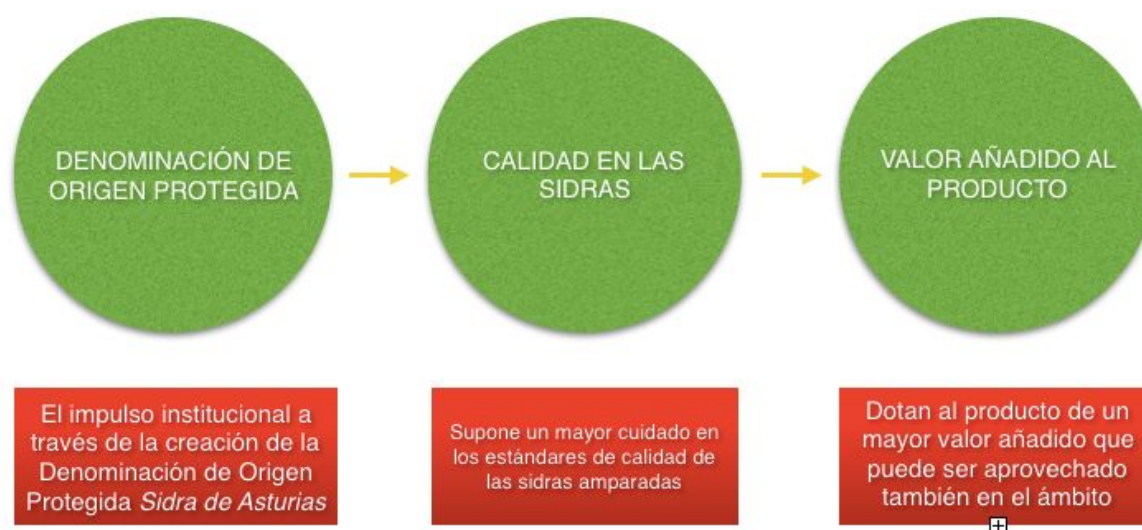 DENOMINACIÓN DE
ORIGEN PROTEGIDA
CALIDAD EN LAS
SIDRAS
VALOR AÑADIDO AL
PRODUCTO
El impulso institucional a
través de la creación de la
Denominación de Origen
Protegida Sidra de Asturias
Supone un mayor cuidado en
los estándares de calidad de
las sidras amparadas
Dotan al producto de un
mayor valor añadido que
puede ser aprovechado
también en el ámbito